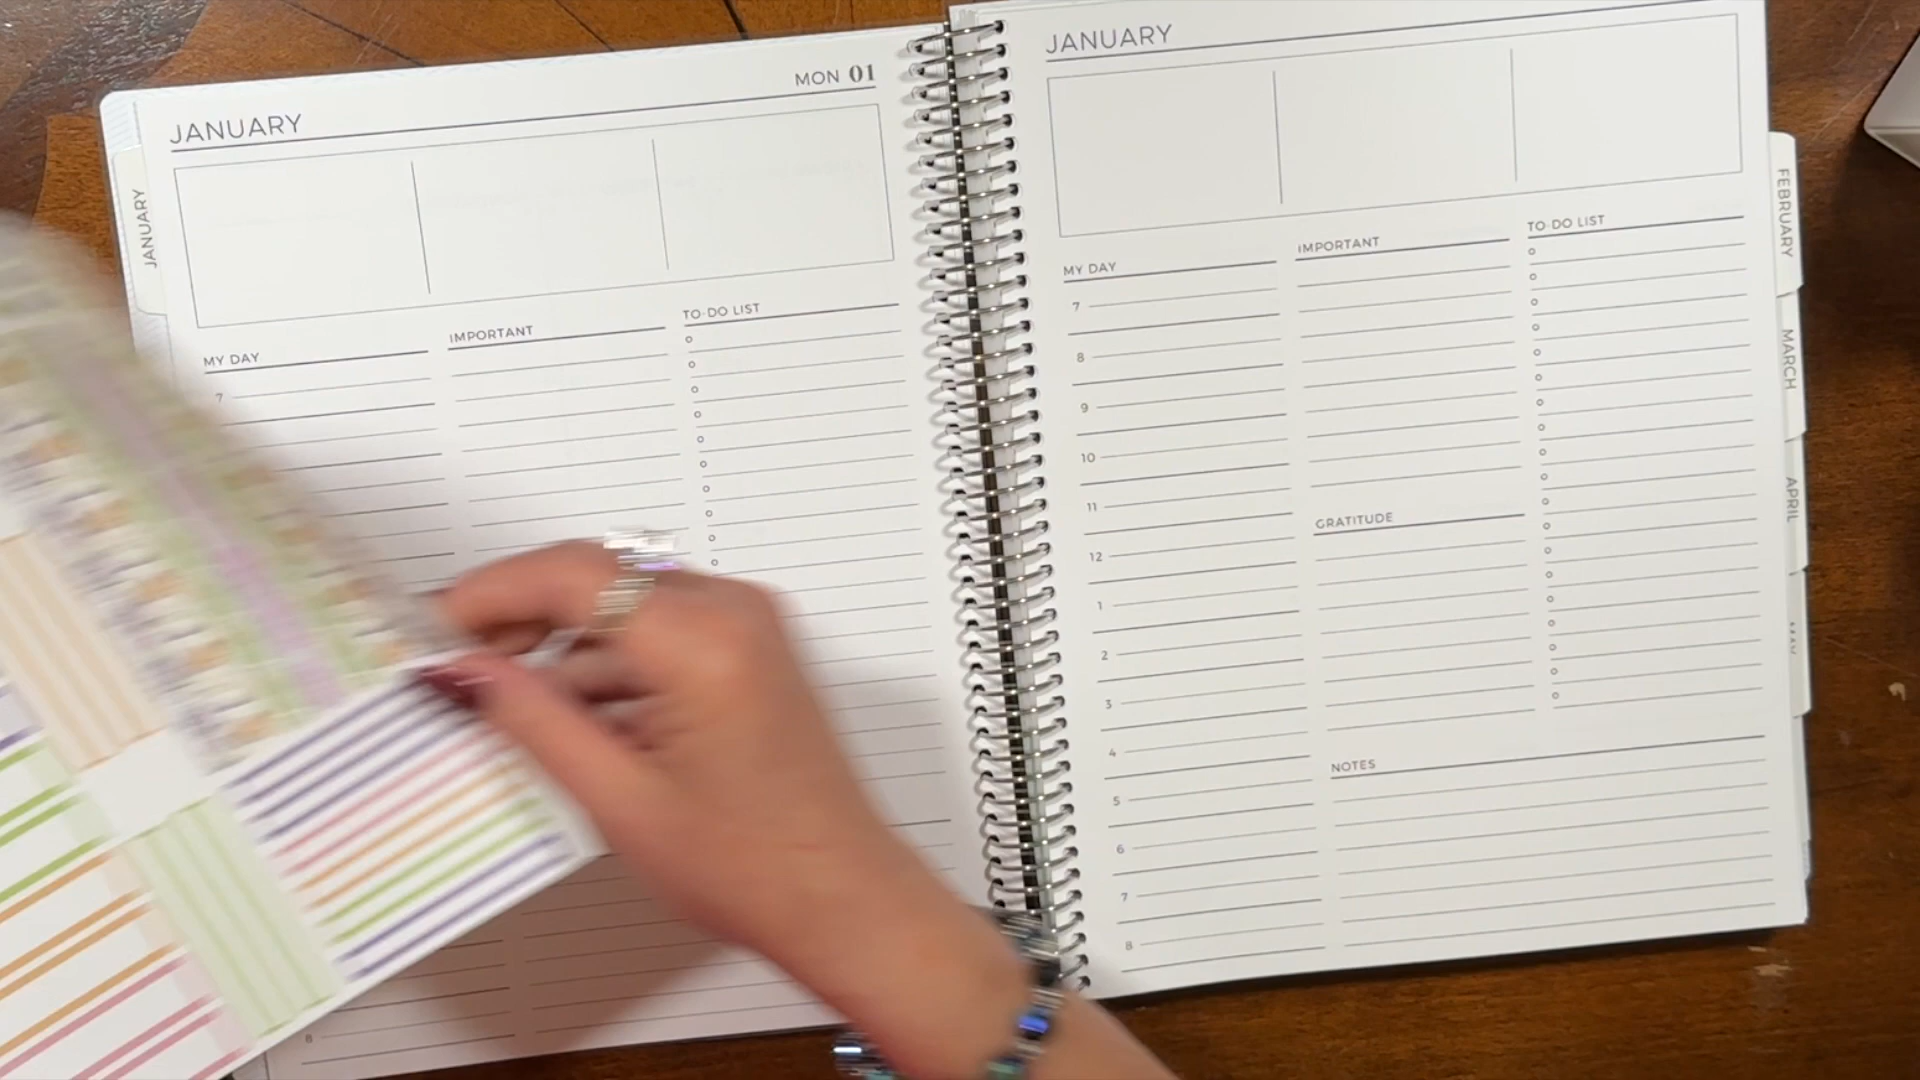 JANUARY
MON 01
MY DAY
IMPORTANT
TO-DO LIST
7
8
JANUARY
JANUARY
MY DAY
IMPORTANT
TO-DO LIST
7
8
9
10
11
12
1
2
3
4
5
6
7
8
GRATITUDE
NOTES
FEBRUARY
MARCH
APRIL